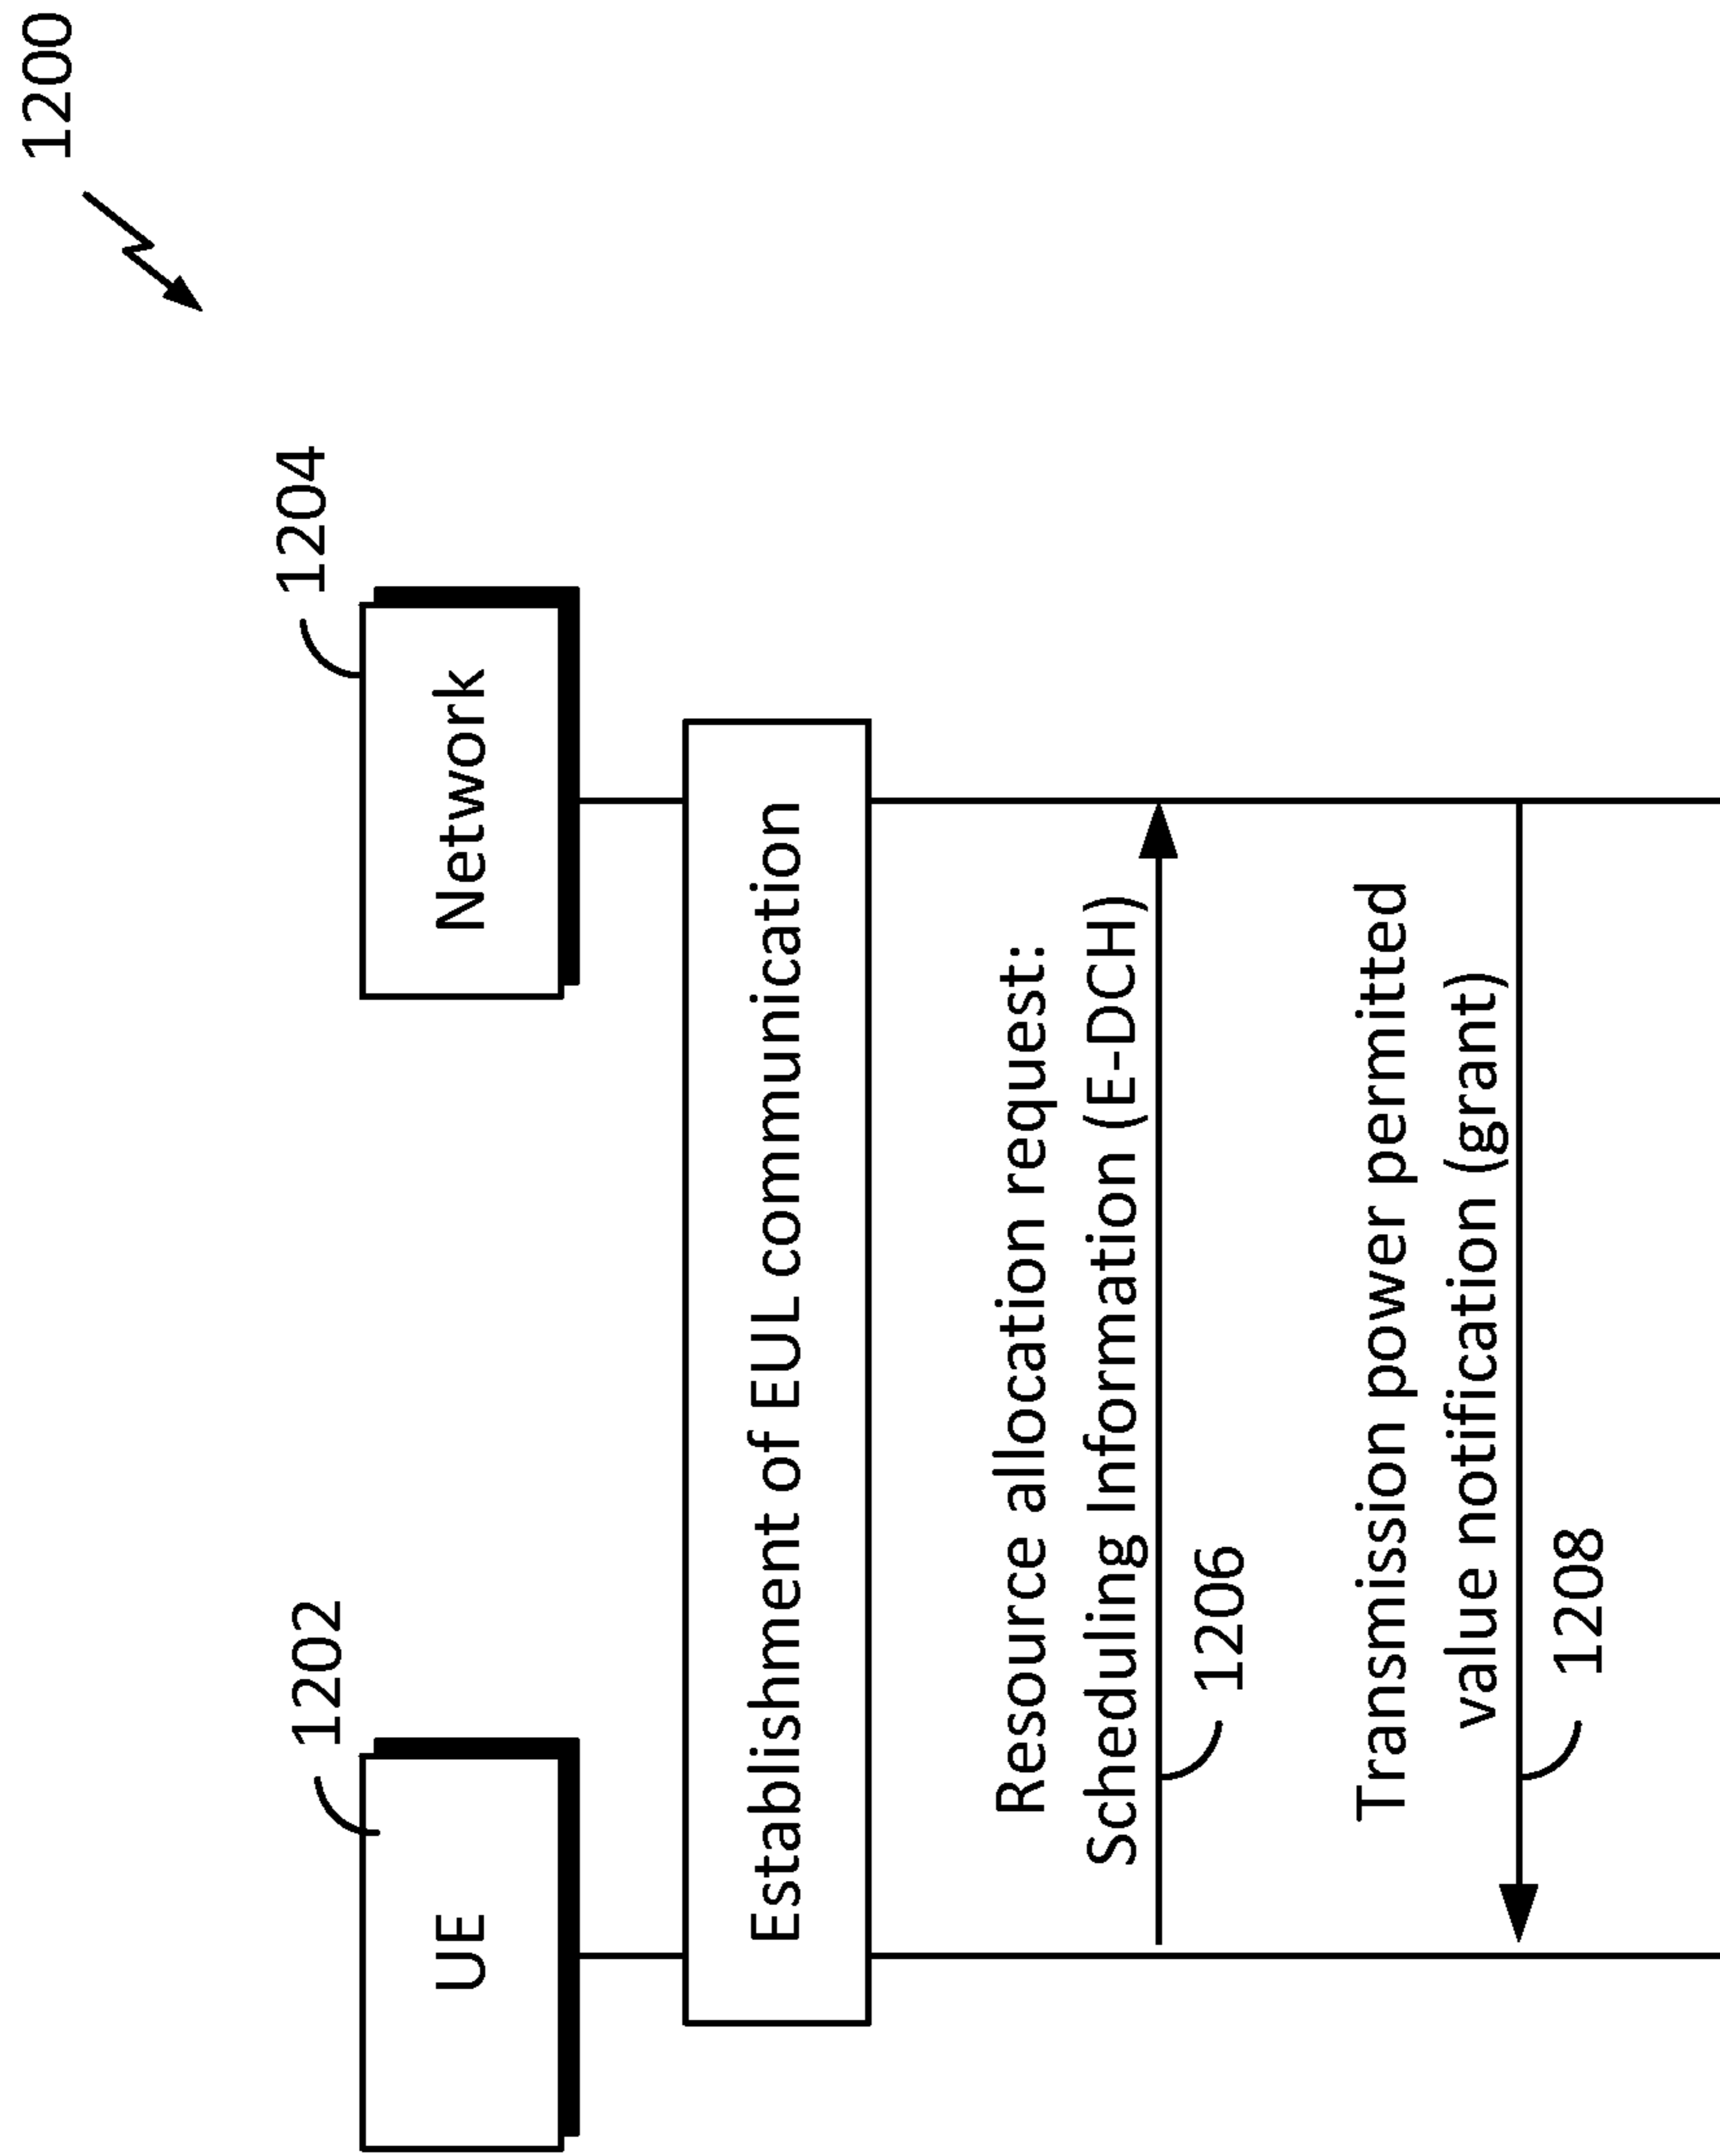 1200
1202
1204
UE
Network
Establishment of EUL communication
Resource allocation request:
Scheduling Information (E-DCH)
1206
Transmission power permitted
value notification (grant)
1208